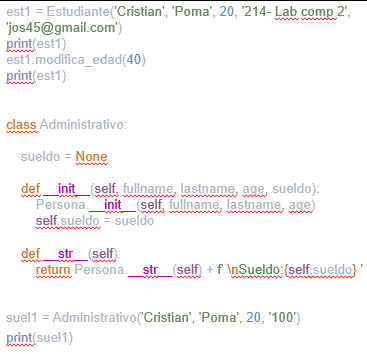 est1 = Estudiante('Cristian', 'Poma', 20, '214- Lab comp 2',
'jos45@gmail.com')
print(est1)
est1.modifica_edad(40)
print(est1)
class Administrativo:
sueldo = None
def __init__(self, fullname, lastname, age, sueldo):
Persona.__init__(self, fullname, lastname, age)
self.sueldo = sueldo
def __str__(self):
return Persona.__str__(self) + f' \nSueldo:{self.sueldo} '
suel1 = Administrativo('Cristian', 'Poma', 20, '100')
print(suel1)